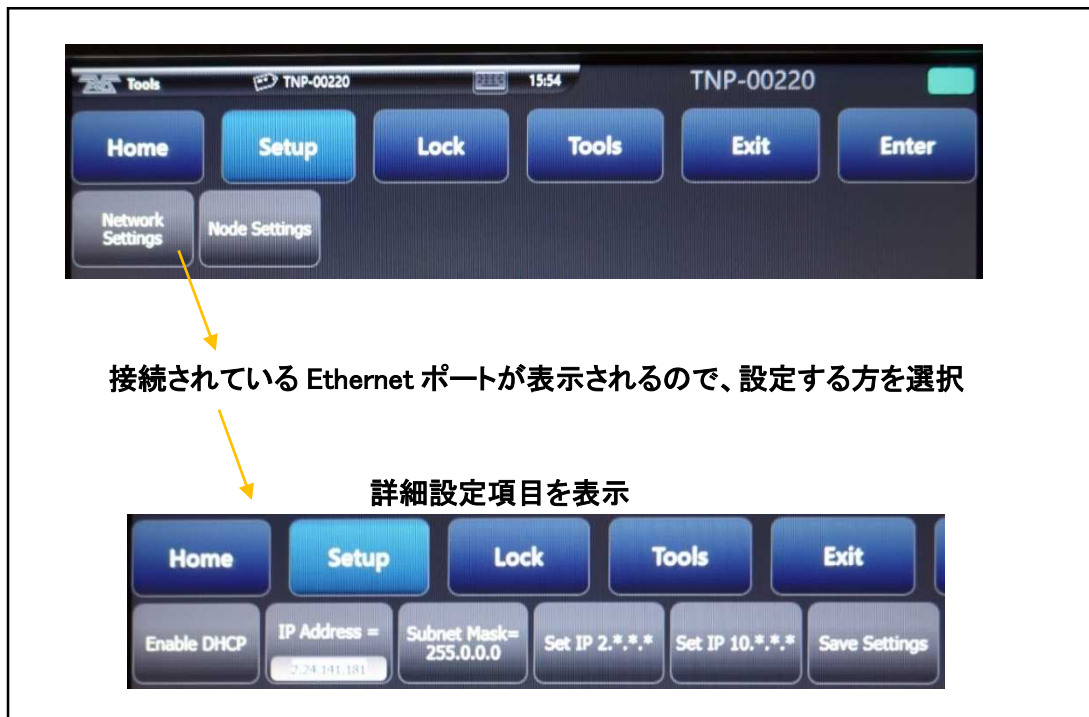 Tools TNP-00220 15:54 TNP-00220
Home Setup Lock Tools Exit Enter
Network Settings Node Settings
接続されている Ethernet ポートが表示されるので、設定する方を選択
詳細設定項目を表示
Home Setup Lock Tools Exit
Enable DHCP IP Address = Subnet Mask= Set IP 2.*.*.* Set IP 10.*.*.* Save Settings
2.24.141.181 255.0.0.0